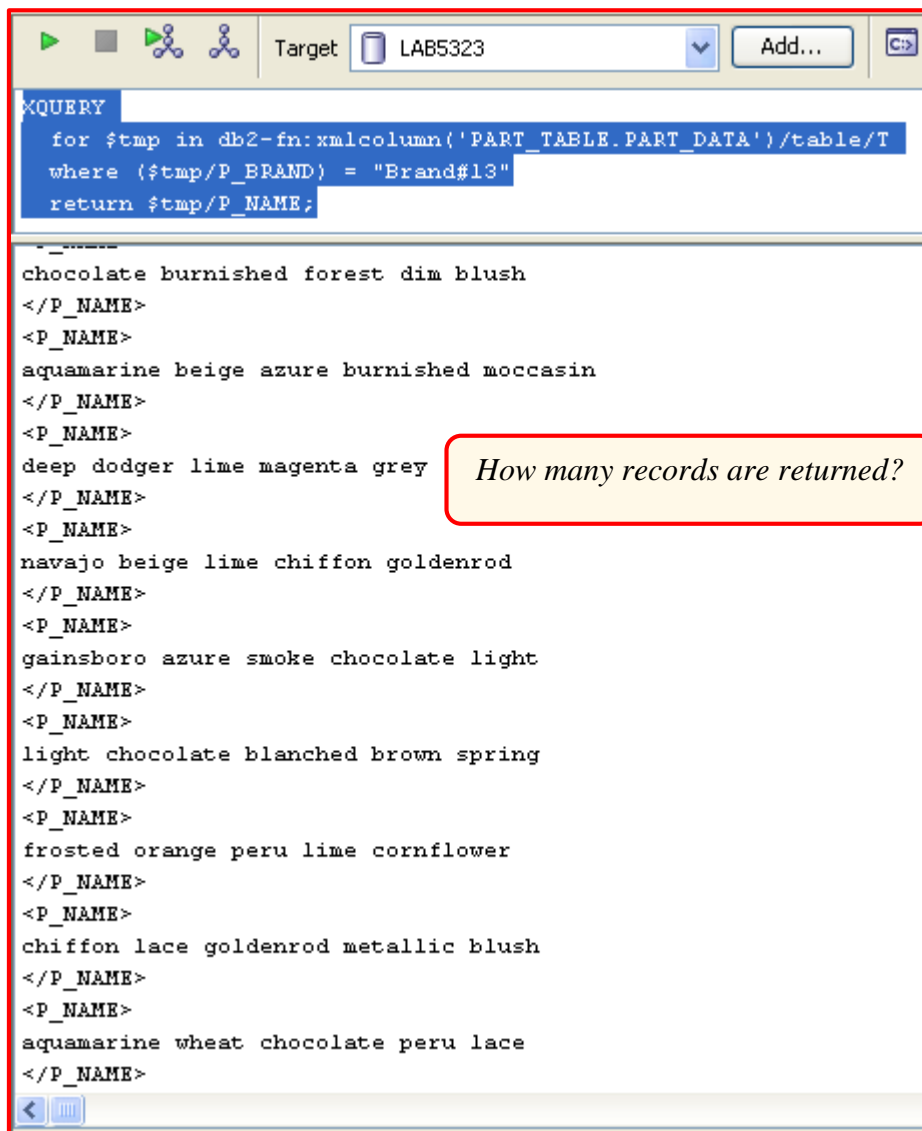 Target LAB5323 Add... C:>
XQUERY
for $tmp in db2-fn:xmlcolumn('PART_TABLE.PART_DATA')/table/T
where ($tmp/P_BRAND) = "Brand#13"
return $tmp/P_NAME;
chocolate burnished forest dim blush
</P_NAME>
<P_NAME>
aquamarine beige azure burnished moccasin
</P_NAME>
<P_NAME>
deep dodger lime magenta grey
How many records are returned?
</P_NAME>
<P_NAME>
navajo beige lime chiffon goldenrod
</P_NAME>
<P_NAME>
gainsboro azure smoke chocolate light
</P_NAME>
<P_NAME>
light chocolate blanched brown spring
</P_NAME>
<P_NAME>
frosted orange peru lime cornflower
</P_NAME>
<P_NAME>
chiffon lace goldenrod metallic blush
</P_NAME>
<P_NAME>
aquamarine wheat chocolate peru lace
</P_NAME>